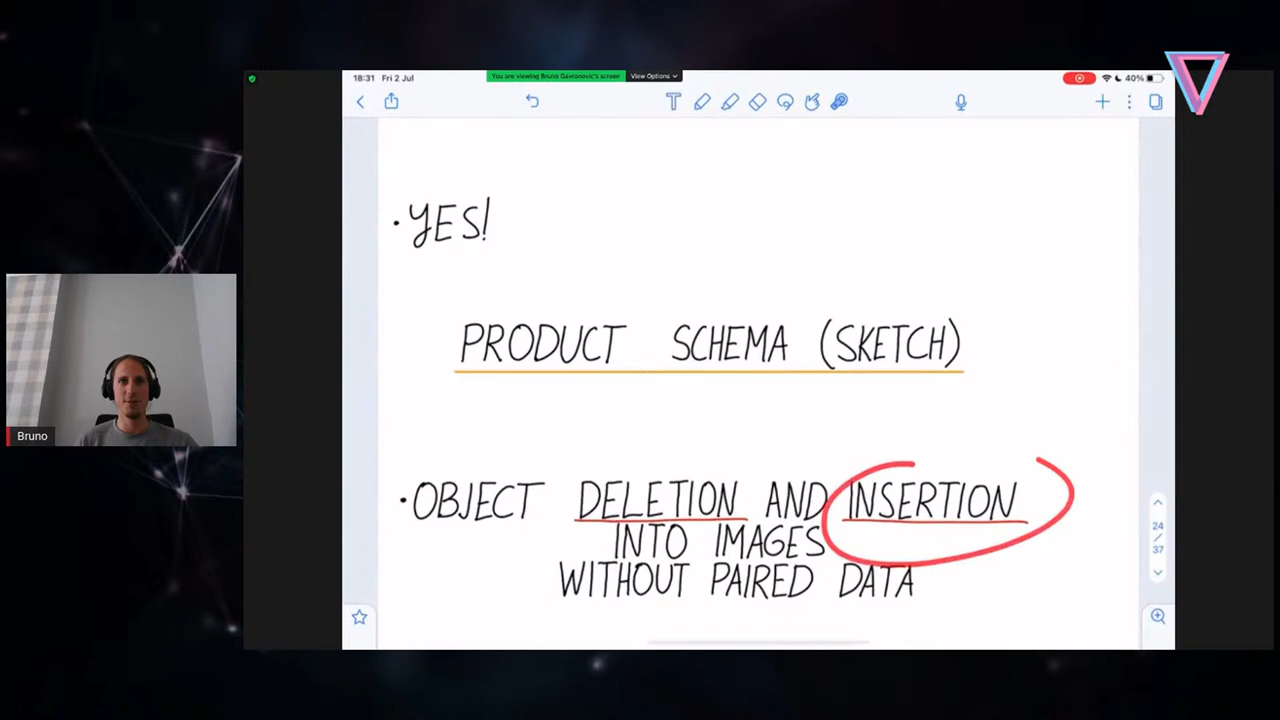 18:31 Fri 2 Jul
You are viewing Bruno Gavranovic's screen View Options
40%
• YES!
PRODUCT SCHEMA (SKETCH)
• OBJECT DELETION AND INSERTION
INTO IMAGES
WITHOUT PAIRED DATA
24
/
37
Bruno